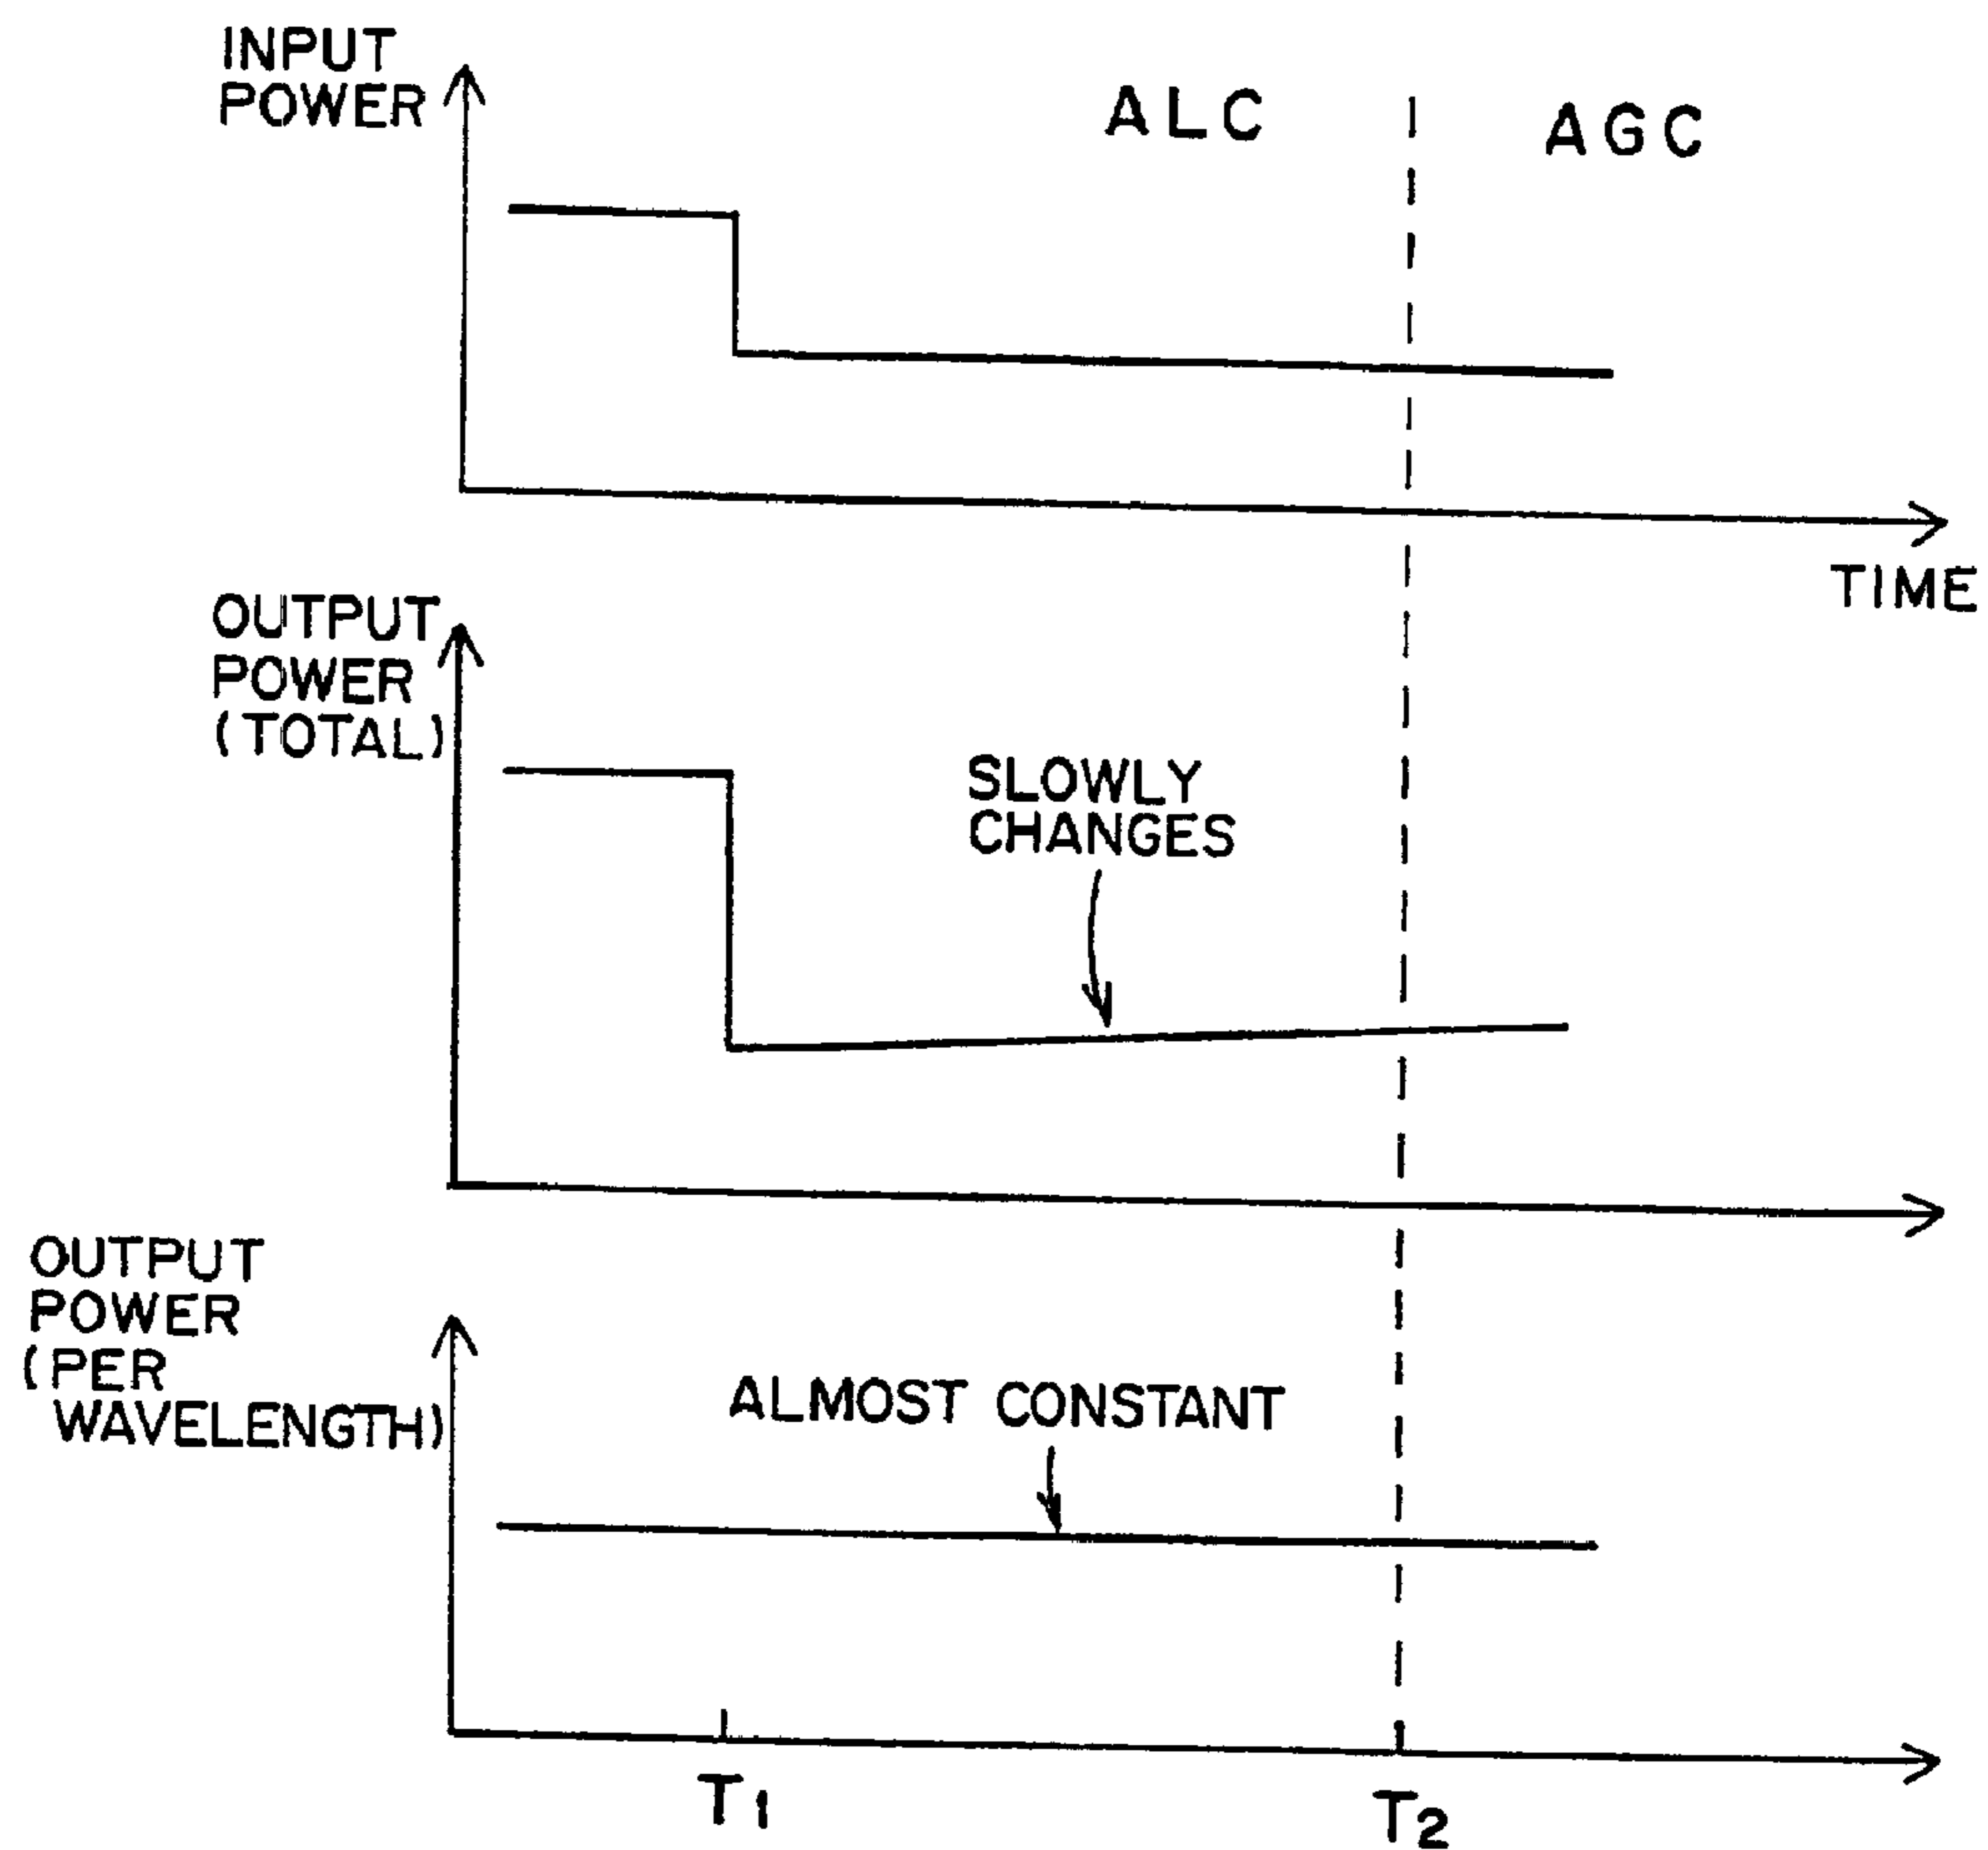 INPUT
POWER
ALC
AGC
TIME
OUTPUT
POWER
(TOTAL)
SLOWLY
CHANGES
OUTPUT
POWER
(PER
WAVELENGTH)
ALMOST CONSTANT
T1
T2